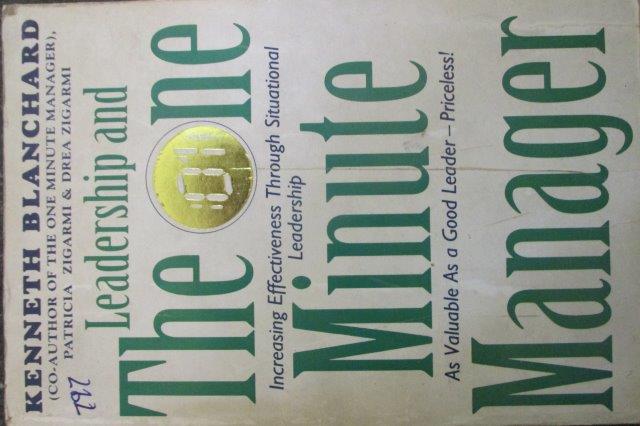 KENNETH BLANCHARD
(CO-AUTHOR OF THE ONE MINUTE MANAGER),
PATRICIA ZIGARMI & DREA ZIGARMI
797
Leadership and
The One
Increasing Effectiveness Through Situational
Leadership
Minute
As Valuable As a Good Leader—Priceless!
Manager